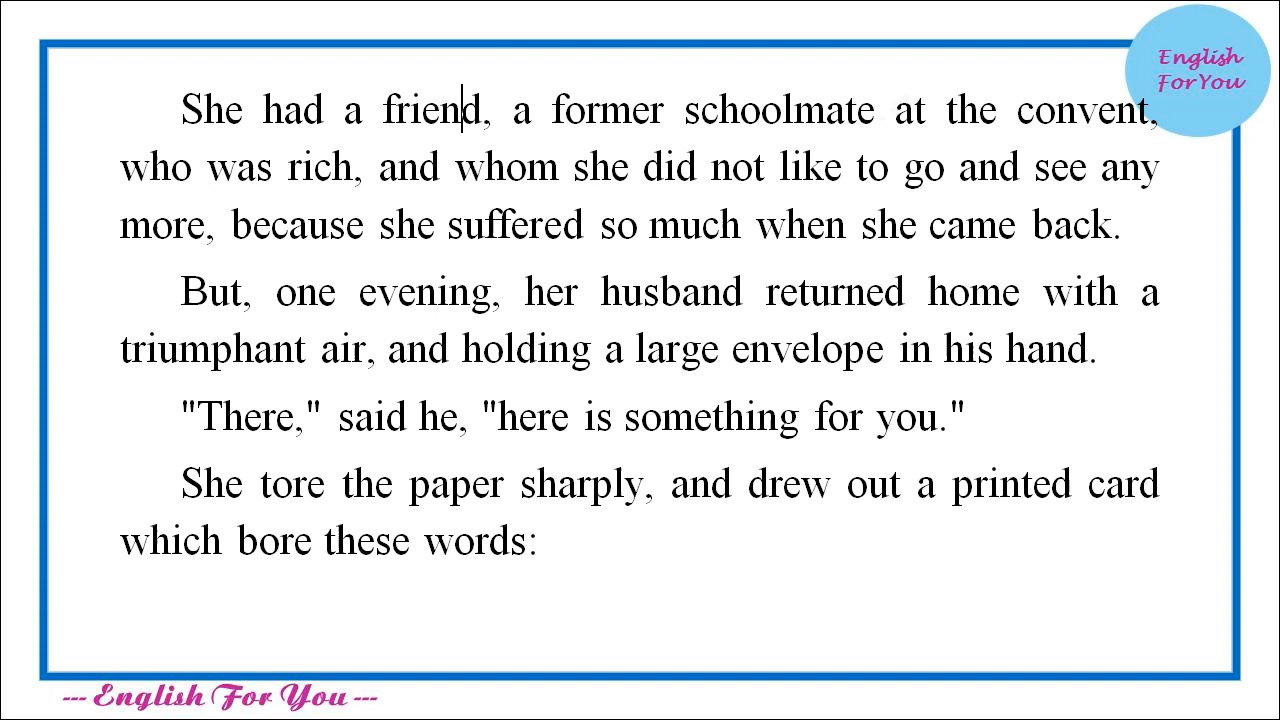 English
ForYou
She had a friend, a former schoolmate at the convent,
who was rich, and whom she did not like to go and see any
more, because she suffered so much when she came back.
But, one evening, her husband returned home with a
triumphant air, and holding a large envelope in his hand.
"There," said he, "here is something for you."
She tore the paper sharply, and drew out a printed card
which bore these words:
--- English For You ---